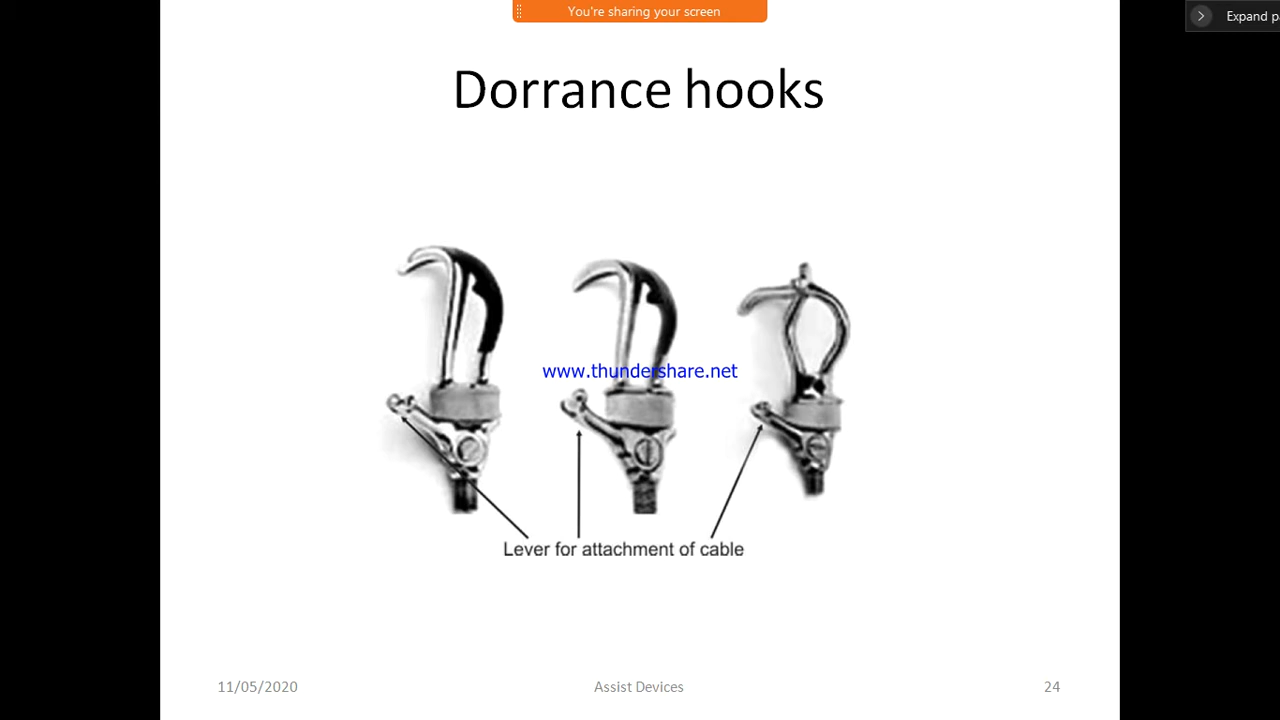 You're sharing your screen
Expand p
Dorrance hooks
www.thundershare.net
Lever for attachment of cable
11/05/2020
Assist Devices
24